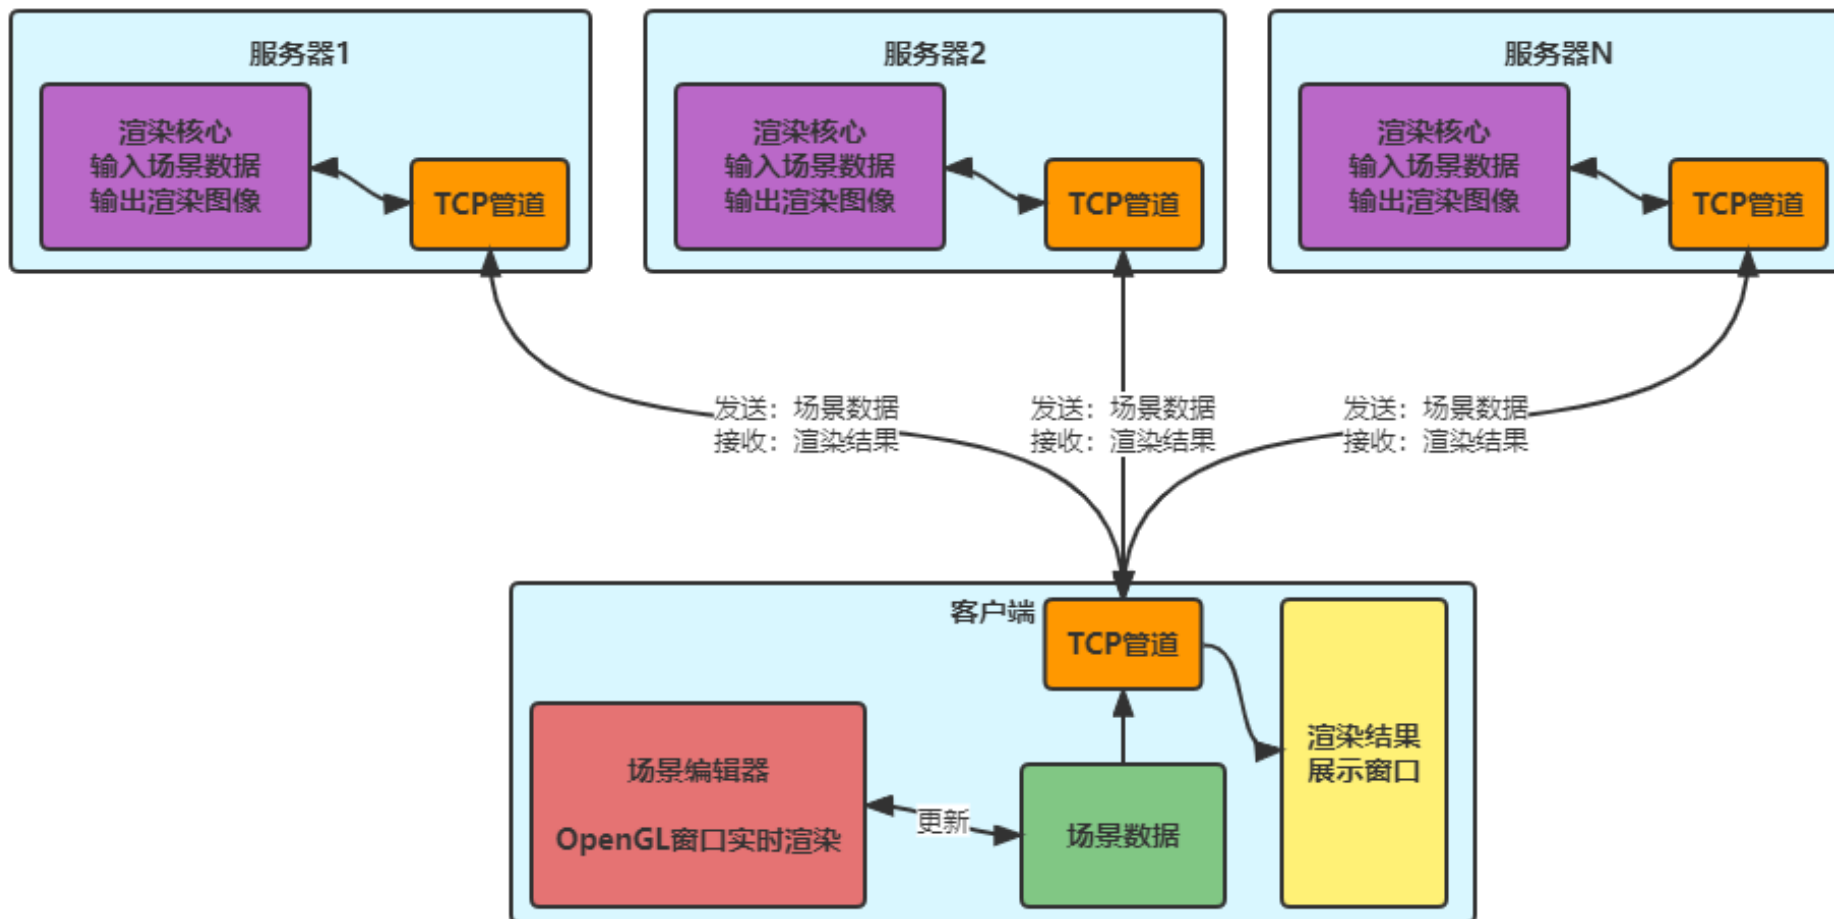 服务器1
渲染核心
输入场景数据
输出渲染图像
TCP管道
服务器2
渲染核心
输入场景数据
输出渲染图像
TCP管道
服务器N
渲染核心
输入场景数据
输出渲染图像
TCP管道
发送：场景数据
接收：渲染结果
发送：场景数据
接收：渲染结果
发送：场景数据
接收：渲染结果
客户端
TCP管道
场景编辑器
OpenGL窗口实时渲染
更新
场景数据
渲染结果
展示窗口